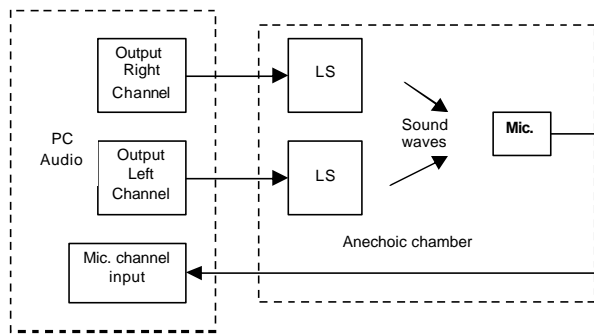 Output
Right
Channel
LS
PC
Audio
Output
Left
Channel
LS
Sound
waves
Mic.
Anechoic chamber
Mic. channel
input